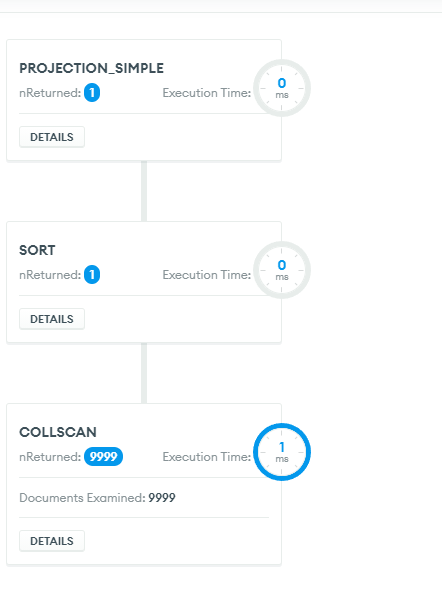 PROJECTION_SIMPLE
nReturned: 1 Execution Time: 0 ms
DETAILS
SORT
nReturned: 1 Execution Time: 0 ms
DETAILS
COLLSCAN
nReturned: 9999 Execution Time: 1 ms
Documents Examined: 9999
DETAILS